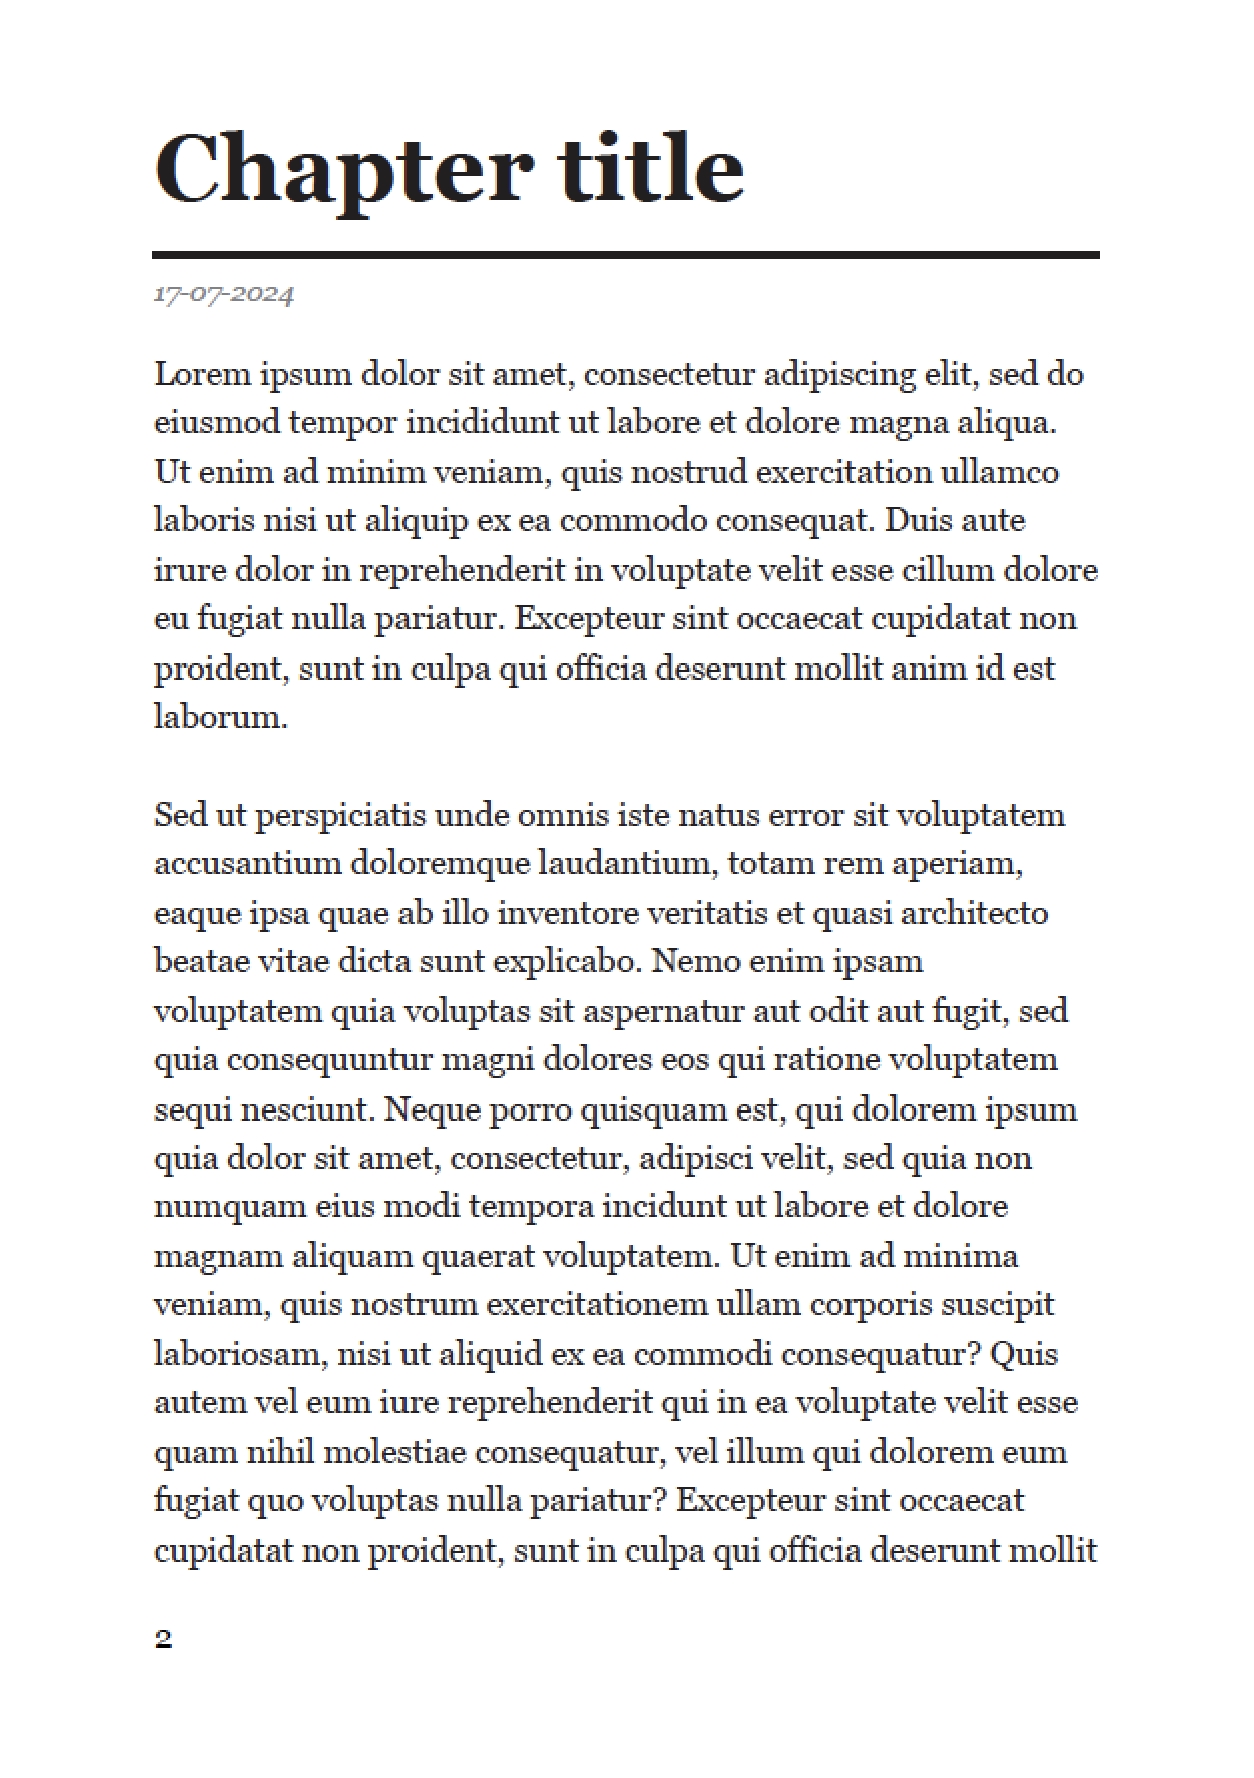 Chapter title
17-07-2024
Lorem ipsum dolor sit amet, consectetur adipiscing elit, sed do
eiusmod tempor incididunt ut labore et dolore magna aliqua.
Ut enim ad minim veniam, quis nostrud exercitation ullamco
laboris nisi ut aliquip ex ea commodo consequat. Duis aute
irure dolor in reprehenderit in voluptate velit esse cillum dolore
eu fugiat nulla pariatur. Excepteur sint occaecat cupidatat non
proident, sunt in culpa qui officia deserunt mollit anim id est
laborum.
Sed ut perspiciatis unde omnis iste natus error sit voluptatem
accusantium doloremque laudantium, totam rem aperiam,
eaque ipsa quae ab illo inventore veritatis et quasi architecto
beatae vitae dicta sunt explicabo. Nemo enim ipsam
voluptatem quia voluptas sit aspernatur aut odit aut fugit, sed
quia consequuntur magni dolores eos qui ratione voluptatem
sequi nesciunt. Neque porro quisquam est, qui dolorem ipsum
quia dolor sit amet, consectetur, adipisci velit, sed quia non
numquam eius modi tempora incidunt ut labore et dolore
magnam aliquam quaerat voluptatem. Ut enim ad minima
veniam, quis nostrum exercitationem ullam corporis suscipit
laboriosam, nisi ut aliquid ex ea commodi consequatur? Quis
autem vel eum iure reprehenderit qui in ea voluptate velit esse
quam nihil molestiae consequatur, vel illum qui dolorem eum
fugiat quo voluptas nulla pariatur? Excepteur sint occaecat
cupidatat non proident, sunt in culpa qui officia deserunt mollit
2